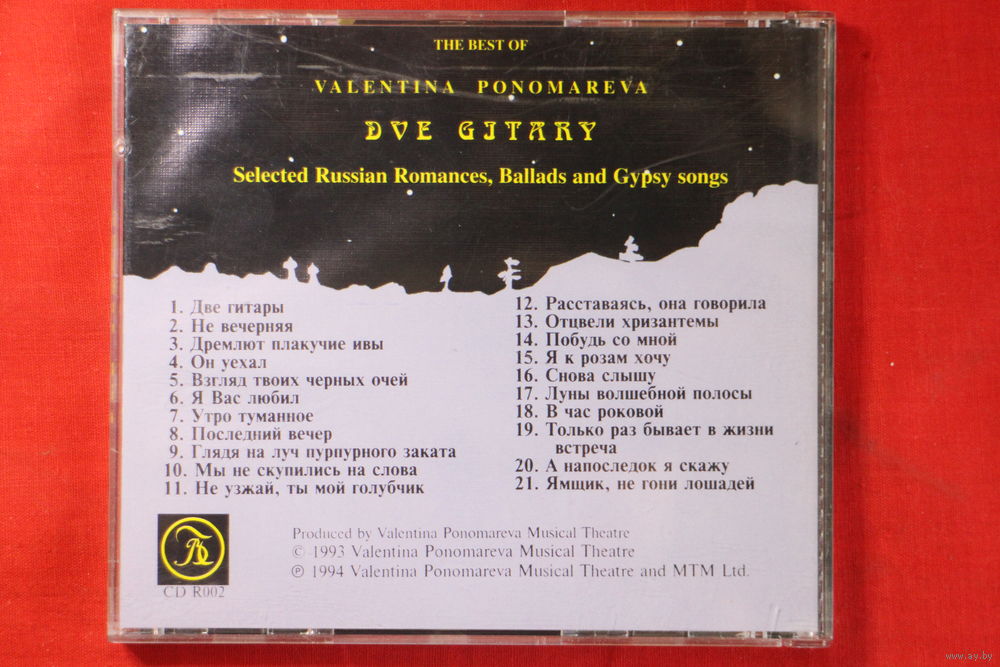 THE BEST OF
VALENTINA PONOMAREVA
DVE GITARY
Selected Russian Romances, Ballads and Gypsy songs
1. Две гитары
2. Не вечерняя
3. Дремлют плакучие ивы
4. Он уехал
5. Взгляд твоих черных очей
6. Я Вас любил
7. Утро туманное
8. Последний вечер
9. Глядя на луч пурпурного заката
10. Мы не скупились на слова
11. Не узжай, ты мой голубчик
12. Расставаясь, она говорила
13. Отцвели хризантемы
14. Побудь со мной
15. Я к розам хочу
16. Снова слышу
17. Луны волшебной полосы
18. В час роковой
19. Только раз бывает в жизни
встреча
20. А напоследок я скажу
21. Ямщик, не гони лошадей
Produced by Valentina Ponomareva Musical Theatre
© 1993 Valentina Ponomareva Musical Theatre
℗ 1994 Valentina Ponomareva Musical Theatre and MTM Ltd.
CD R002
www.ay.by